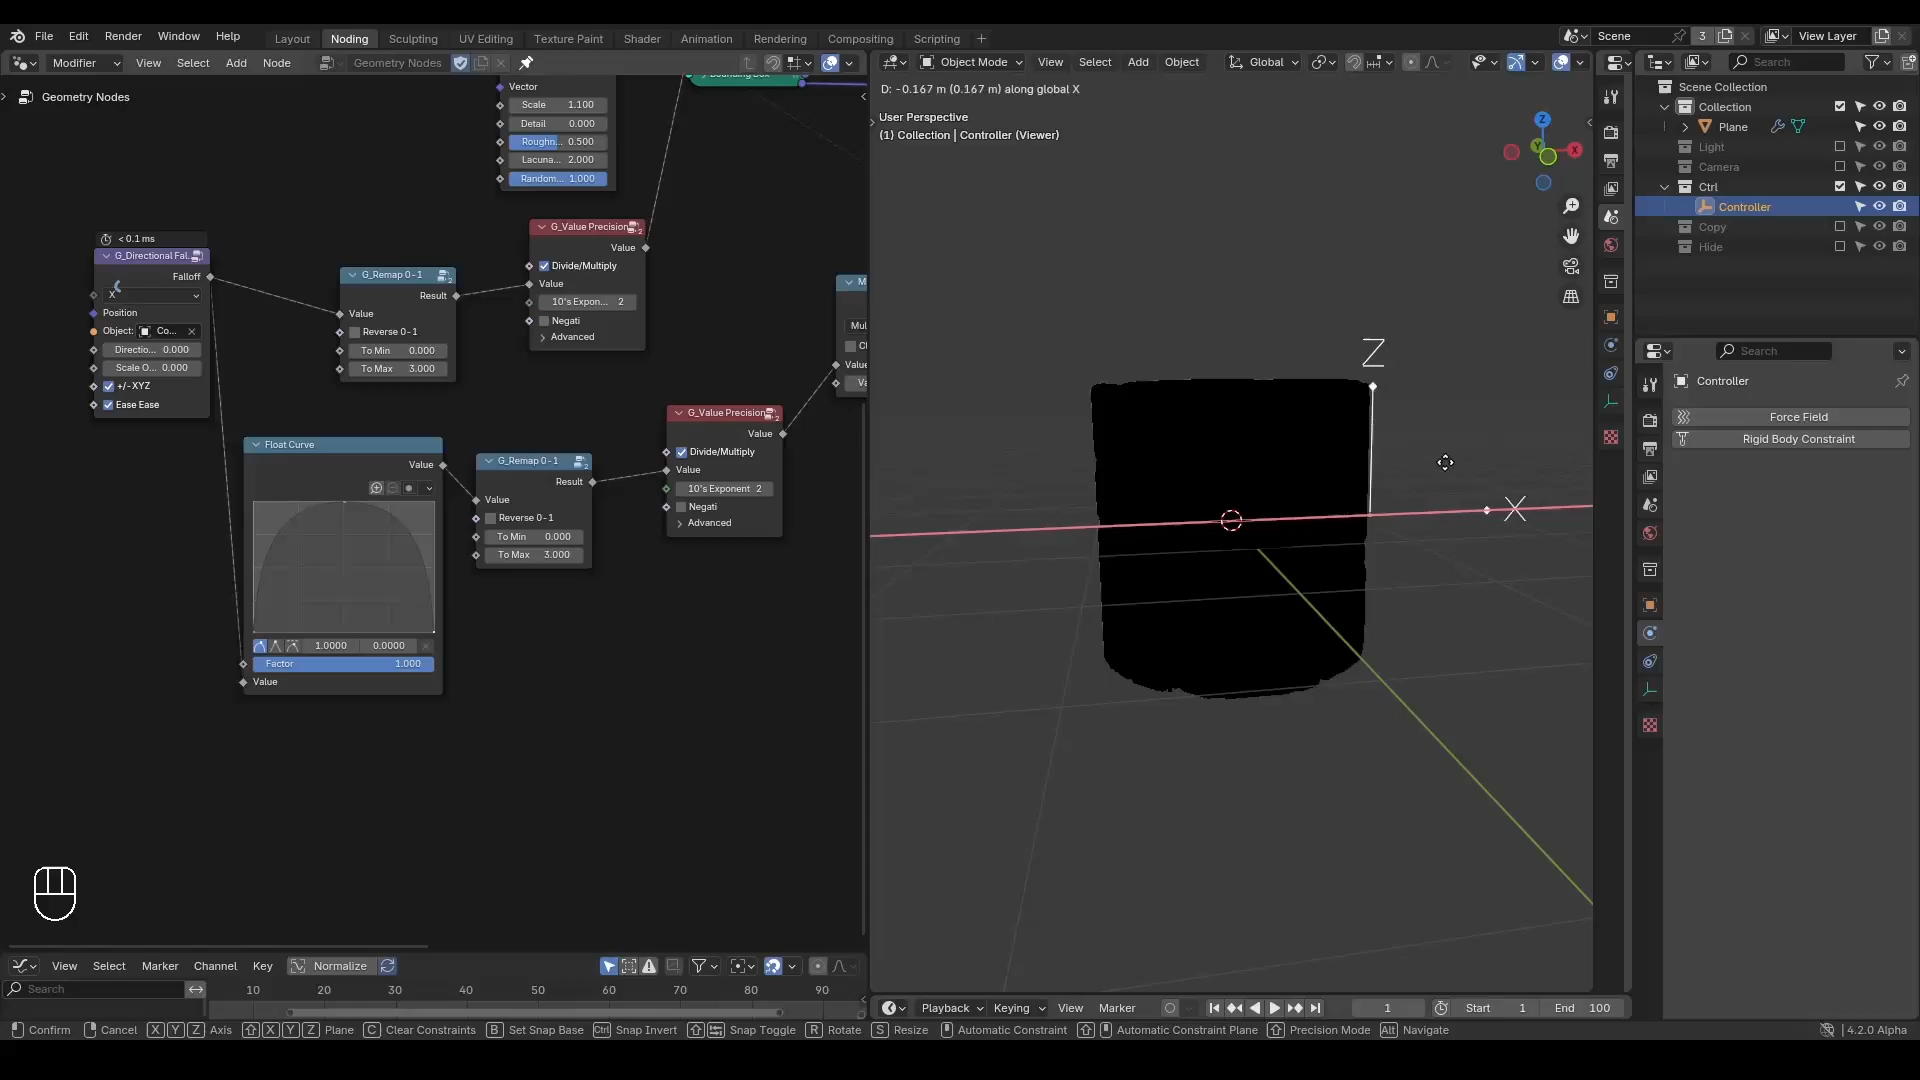 File Edit Render Window Help
Layout Noding Sculpting UV Editing Texture Paint Shader Animation Rendering Compositing Scripting
Scene 3 View Layer
Modifier View Select Add Node Geometry Nodes
Object Mode View Select Add Object Global
Search
Geometry Nodes
Vector
Scale 1.100
Detail 0.000
Roughn... 0.500
Lacuna... 2.000
Random... 1.000
< 0.1 ms
G_Directional Fal...
Falloff
X
Position
Object: Co...
Directio... 0.000
Scale O... 0.000
+/-XYZ
Ease Ease
G_Remap 0-1
Result
Value
Reverse 0-1
To Min 0.000
To Max 3.000
G_Value Precision
Value
Divide/Multiply
Value
10's Expon... 2
Negati
Advanced
Float Curve
Value
1.0000 0.0000
Factor 1.000
Value
G_Remap 0-1
Result
Value
Reverse 0-1
To Min 0.000
To Max 3.000
G_Value Precision
Value
Divide/Multiply
Value
10's Exponent 2
Negati
Advanced
M
Mul
Cl
Value
Va
D: -0.167 m (0.167 m) along global X
User Perspective
(1) Collection | Controller (Viewer)
Z
Y
X
Z
X
Scene Collection
Collection
Plane
Light
Camera
Ctrl
Controller
Copy
Hide
Search
Controller
Force Field
Rigid Body Constraint
View Select Marker Channel Key Normalize
Search
10 20 30 40 50 60 70 80 90
Playback Keying View Marker 1 Start 1 End 100
Confirm Cancel X Y Z Axis X Y Z Plane C Clear Constraints B Set Snap Base Ctrl Snap Invert Snap Toggle R Rotate S Resize Automatic Constraint Automatic Constraint Plane Precision Mode Alt Navigate 4.2.0 Alpha